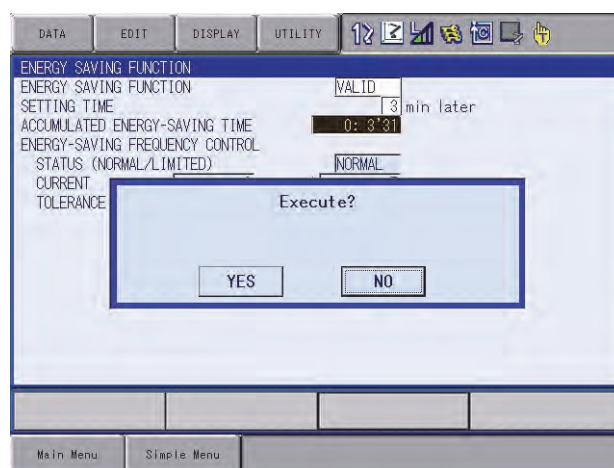 DATA EDIT DISPLAY UTILITY
ENERGY SAVING FUNCTION
ENERGY SAVING FUNCTION VALID
SETTING TIME 3 min later
ACCUMULATED ENERGY-SAVING TIME 0: 3'31
ENERGY-SAVING FREQUENCY CONTROL
STATUS (NORMAL/LIMITED) NORMAL
CURRENT
TOLERANCE
Execute?
YES NO
Main Menu Simple Menu